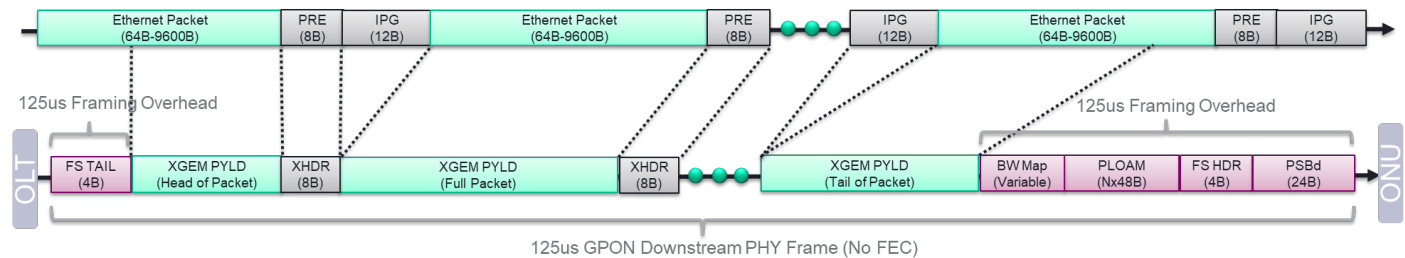 Ethernet Packet
(64B-9600B)
PRE
(8B)
IPG
(12B)
Ethernet Packet
(64B-9600B)
PRE
(8B)
IPG
(12B)
Ethernet Packet
(64B-9600B)
PRE
(8B)
IPG
(12B)
125us Framing Overhead
125us Framing Overhead
OLT
FS TAIL
(4B)
XGEM PYLD
(Head of Packet)
XHDR
(8B)
XGEM PYLD
(Full Packet)
XHDR
(8B)
XGEM PYLD
(Tail of Packet)
BW Map
(Variable)
PLOAM
(Nx48B)
FS HDR
(4B)
PSBd
(24B)
ONU
125us GPON Downstream PHY Frame (No FEC)